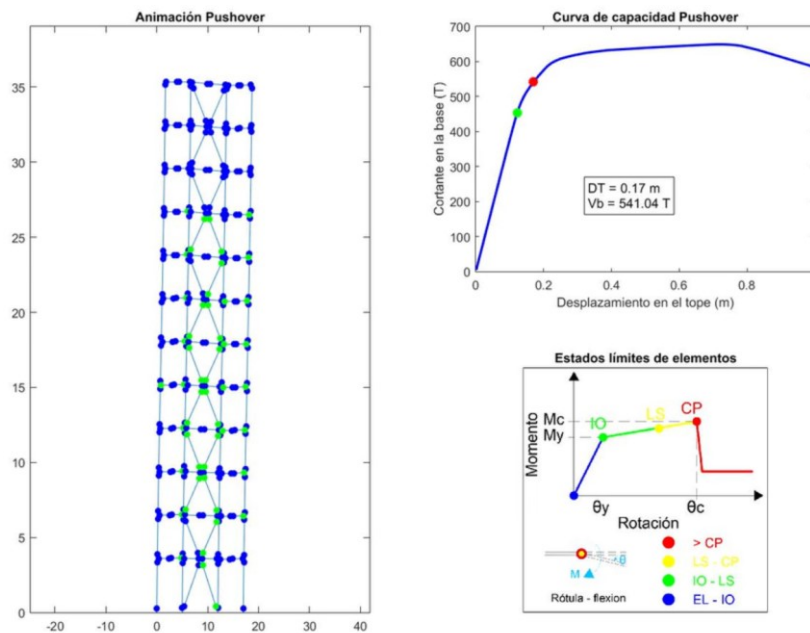 Animación Pushover
35
30
25
20
15
10
5
0
-20 -10 0 10 20 30 40
Curva de capacidad Pushover
Cortante en la base (T)
700
600
500
400
300
200
100
0
DT = 0.17 m
Vb = 541.04 T
0 0.2 0.4 0.6 0.8
Desplazamiento en el tope (m)
Estados límites de elementos
Momento
Mc
My
IO
LS
CP
θy θc
Rotación
θ
M
Rótula - flexion
> CP
LS - CP
IO - LS
EL - IO